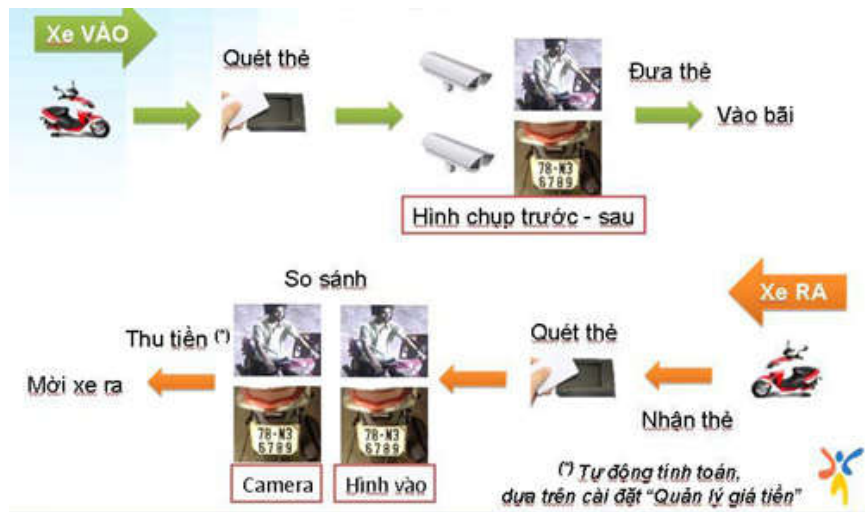 Xe VÀO
Quét thẻ
Đưa thẻ
Vào bãi
78-N3
6789
Hình chụp trước - sau
So sánh
Xe RA
Thu tiền (*)
Quét thẻ
Mời xe ra
Nhận thẻ
78-N3
6789
78-N3
6789
Camera
Hình vào
(*) Tự động tính toán,
dựa trên cài đặt “Quản lý giá tiền”